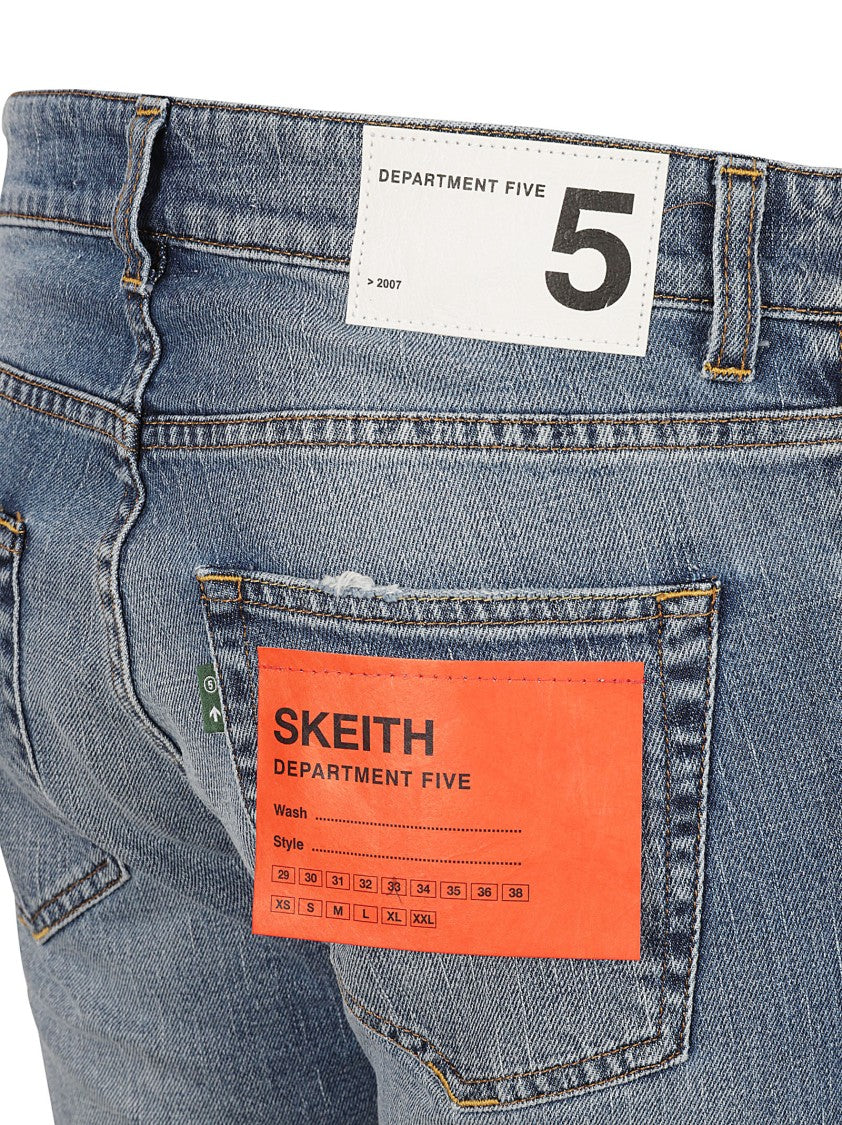 DEPARTMENT FIVE
5
> 2007
5
SKEITH
DEPARTMENT FIVE
Wash
Style
29 30 31 32 33 34 35 36 38
XS S M L XL XXL